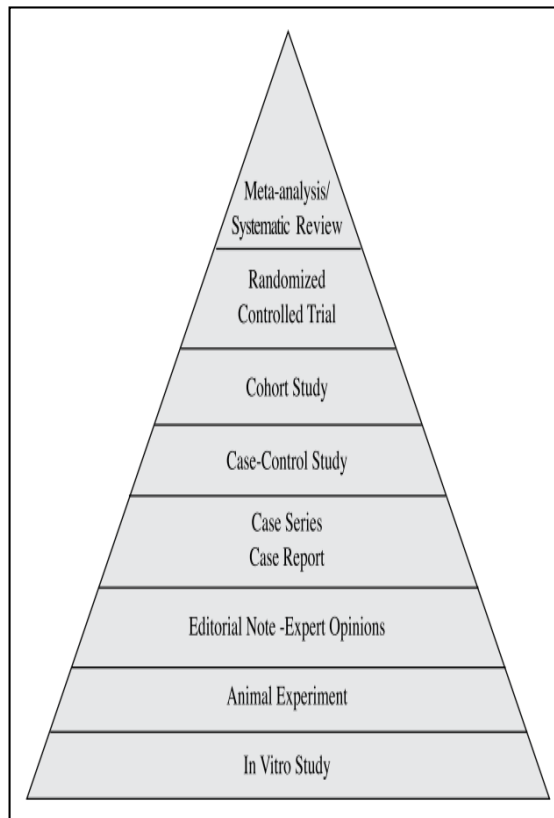 Meta-analysis/
Systematic Review
Randomized
Controlled Trial
Cohort Study
Case-Control Study
Case Series
Case Report
Editorial Note -Expert Opinions
Animal Experiment
In Vitro Study